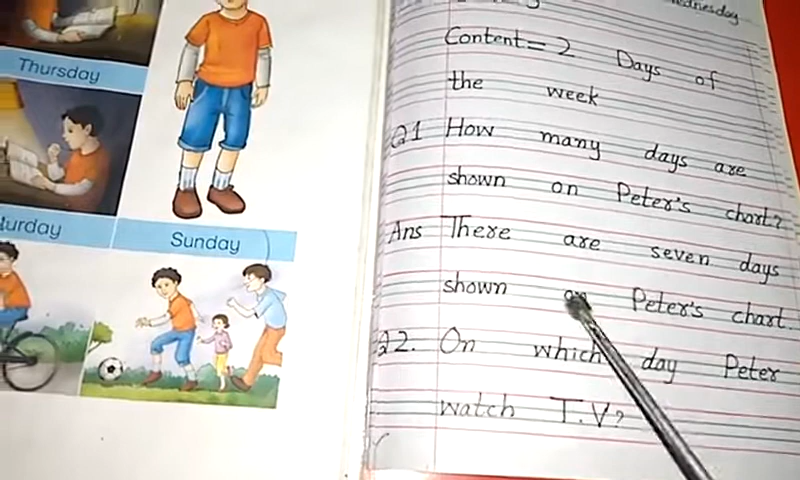 Thursday
urday
Sunday
Wednesday
Content= 2 Days of
the week
Q1 How many days are
shown on Peter's chart?
Ans There are seven days
shown on Peter's chart.
Q2. On which day Peter
watch T.V?